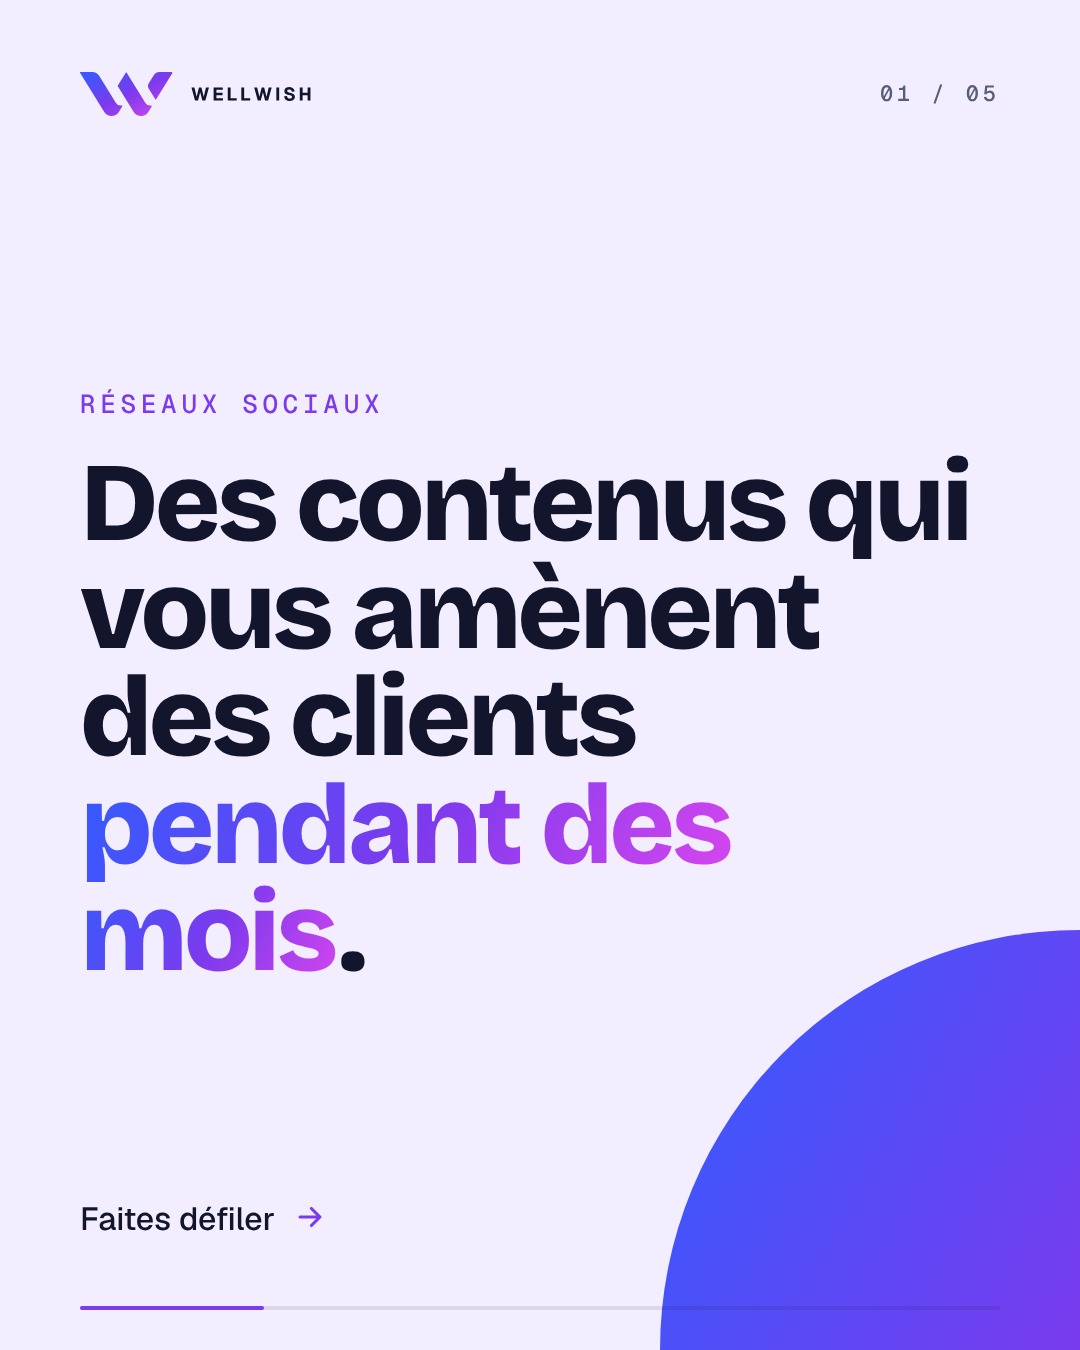 WELLWISH
01 / 05
RÉSEAUX SOCIAUX
Des contenus qui
vous amènent
des clients
pendant des
mois.
Faites défiler →